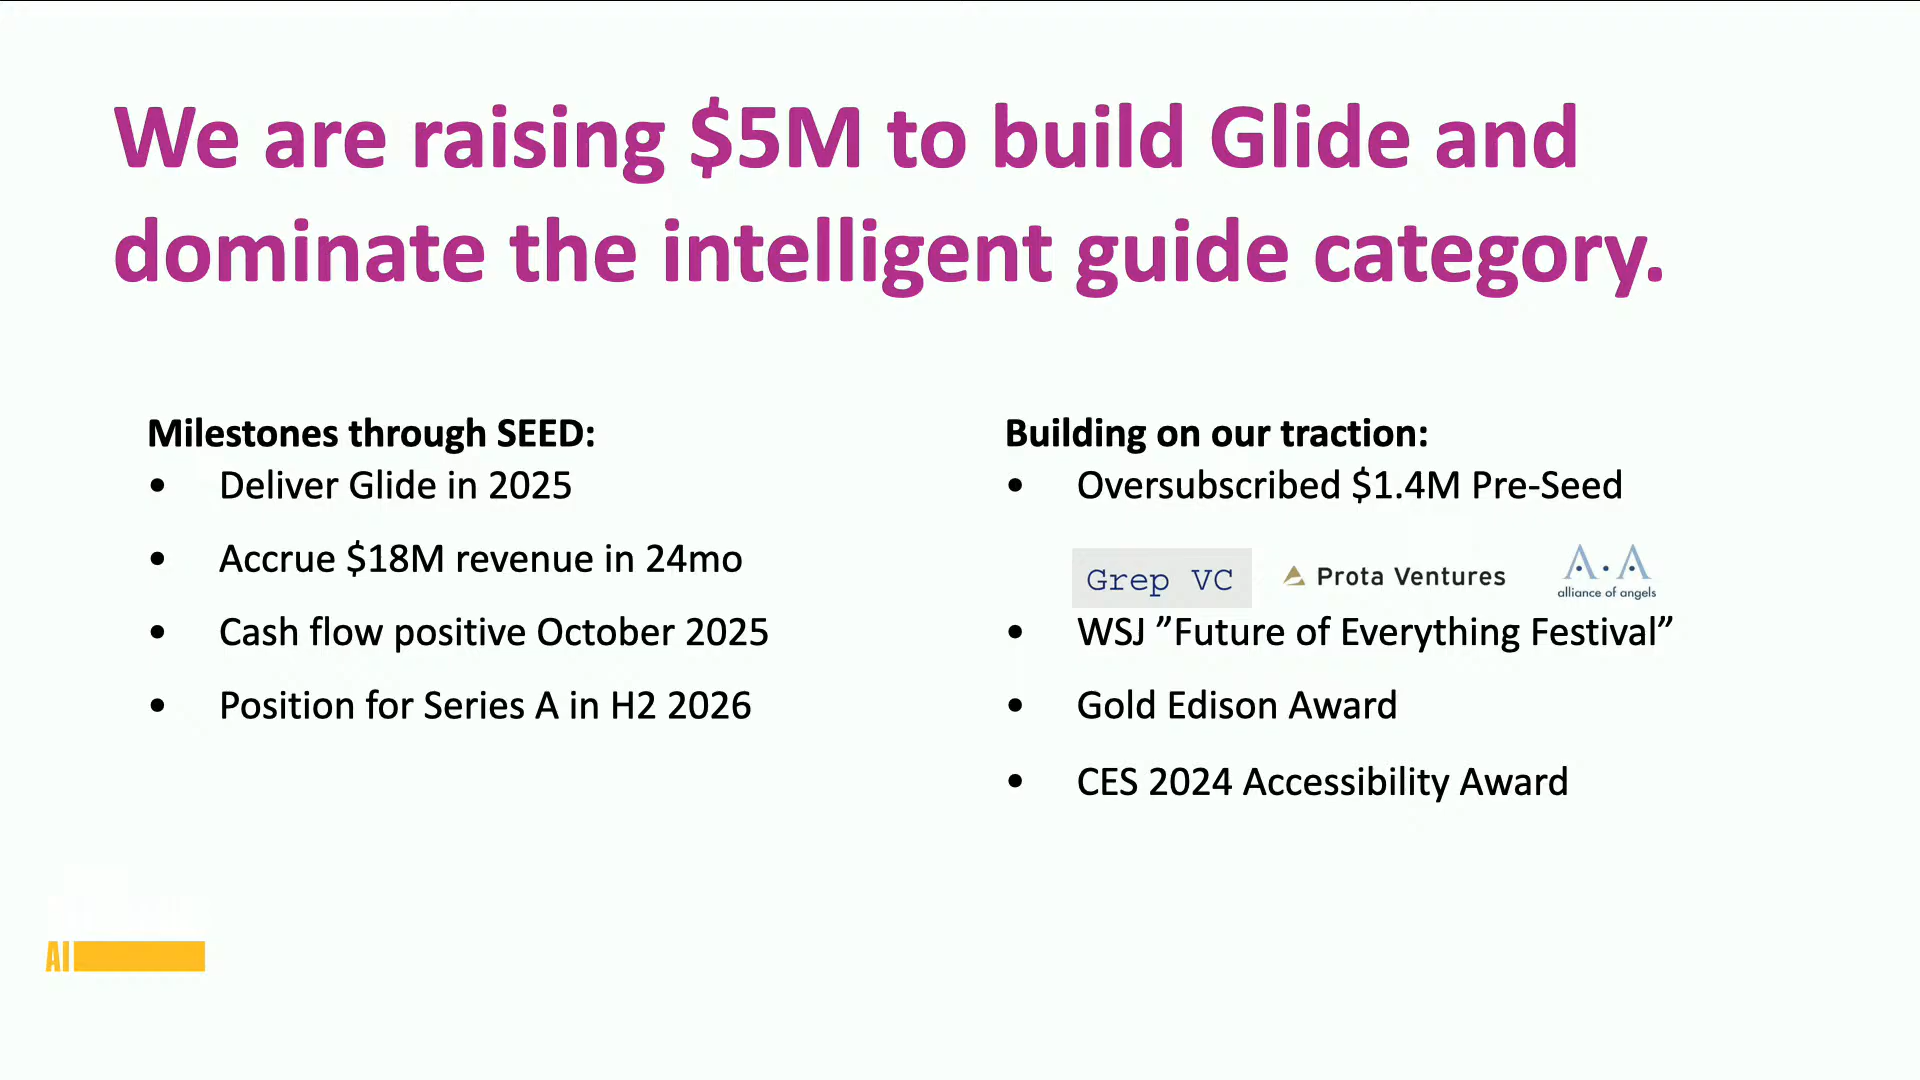 We are raising $5M to build Glide and
dominate the intelligent guide category.
Milestones through SEED:
• Deliver Glide in 2025
• Accrue $18M revenue in 24mo
• Cash flow positive October 2025
• Position for Series A in H2 2026
Building on our traction:
• Oversubscribed $1.4M Pre-Seed
Grep VC
Prota Ventures
A·A
alliance of angels
• WSJ ”Future of Everything Festival”
• Gold Edison Award
• CES 2024 Accessibility Award
AI